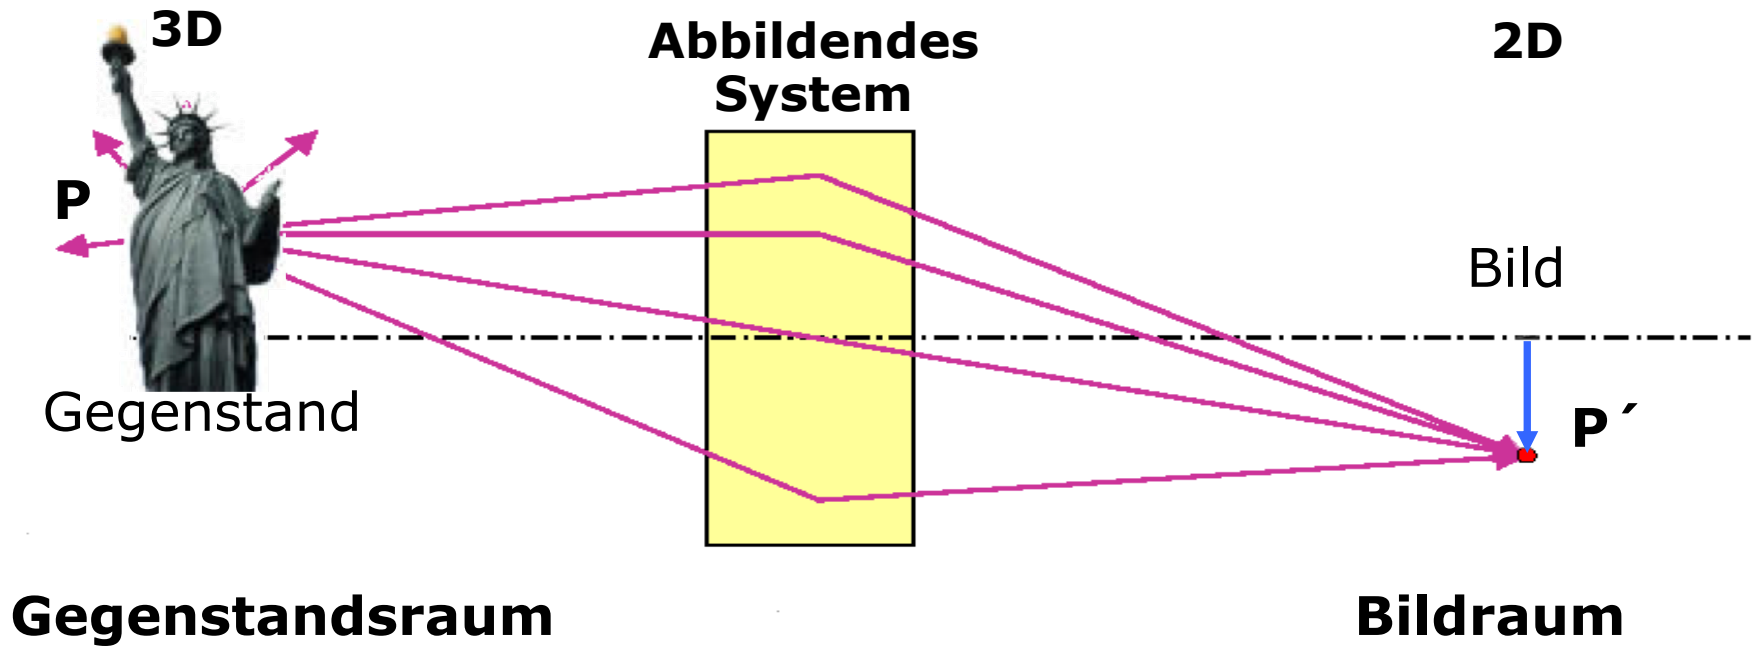 3D
Abbildendes
System
2D
P
Bild
Gegenstand
P´
Gegenstandsraum
Bildraum